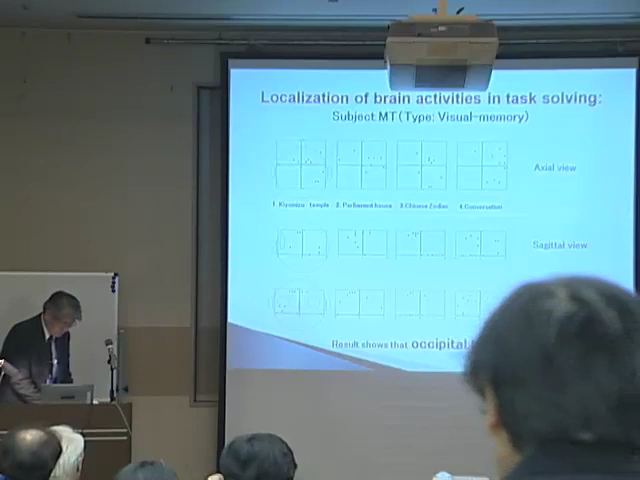 Localization of brain activities in task solving:
Subject MT(Type: Visual-memory)
Axial view
1. Kiyomizu temple 2. Parliament house 3. Chinese Zodiac 4. Conversation
Sagittal view
Result shows that occipital